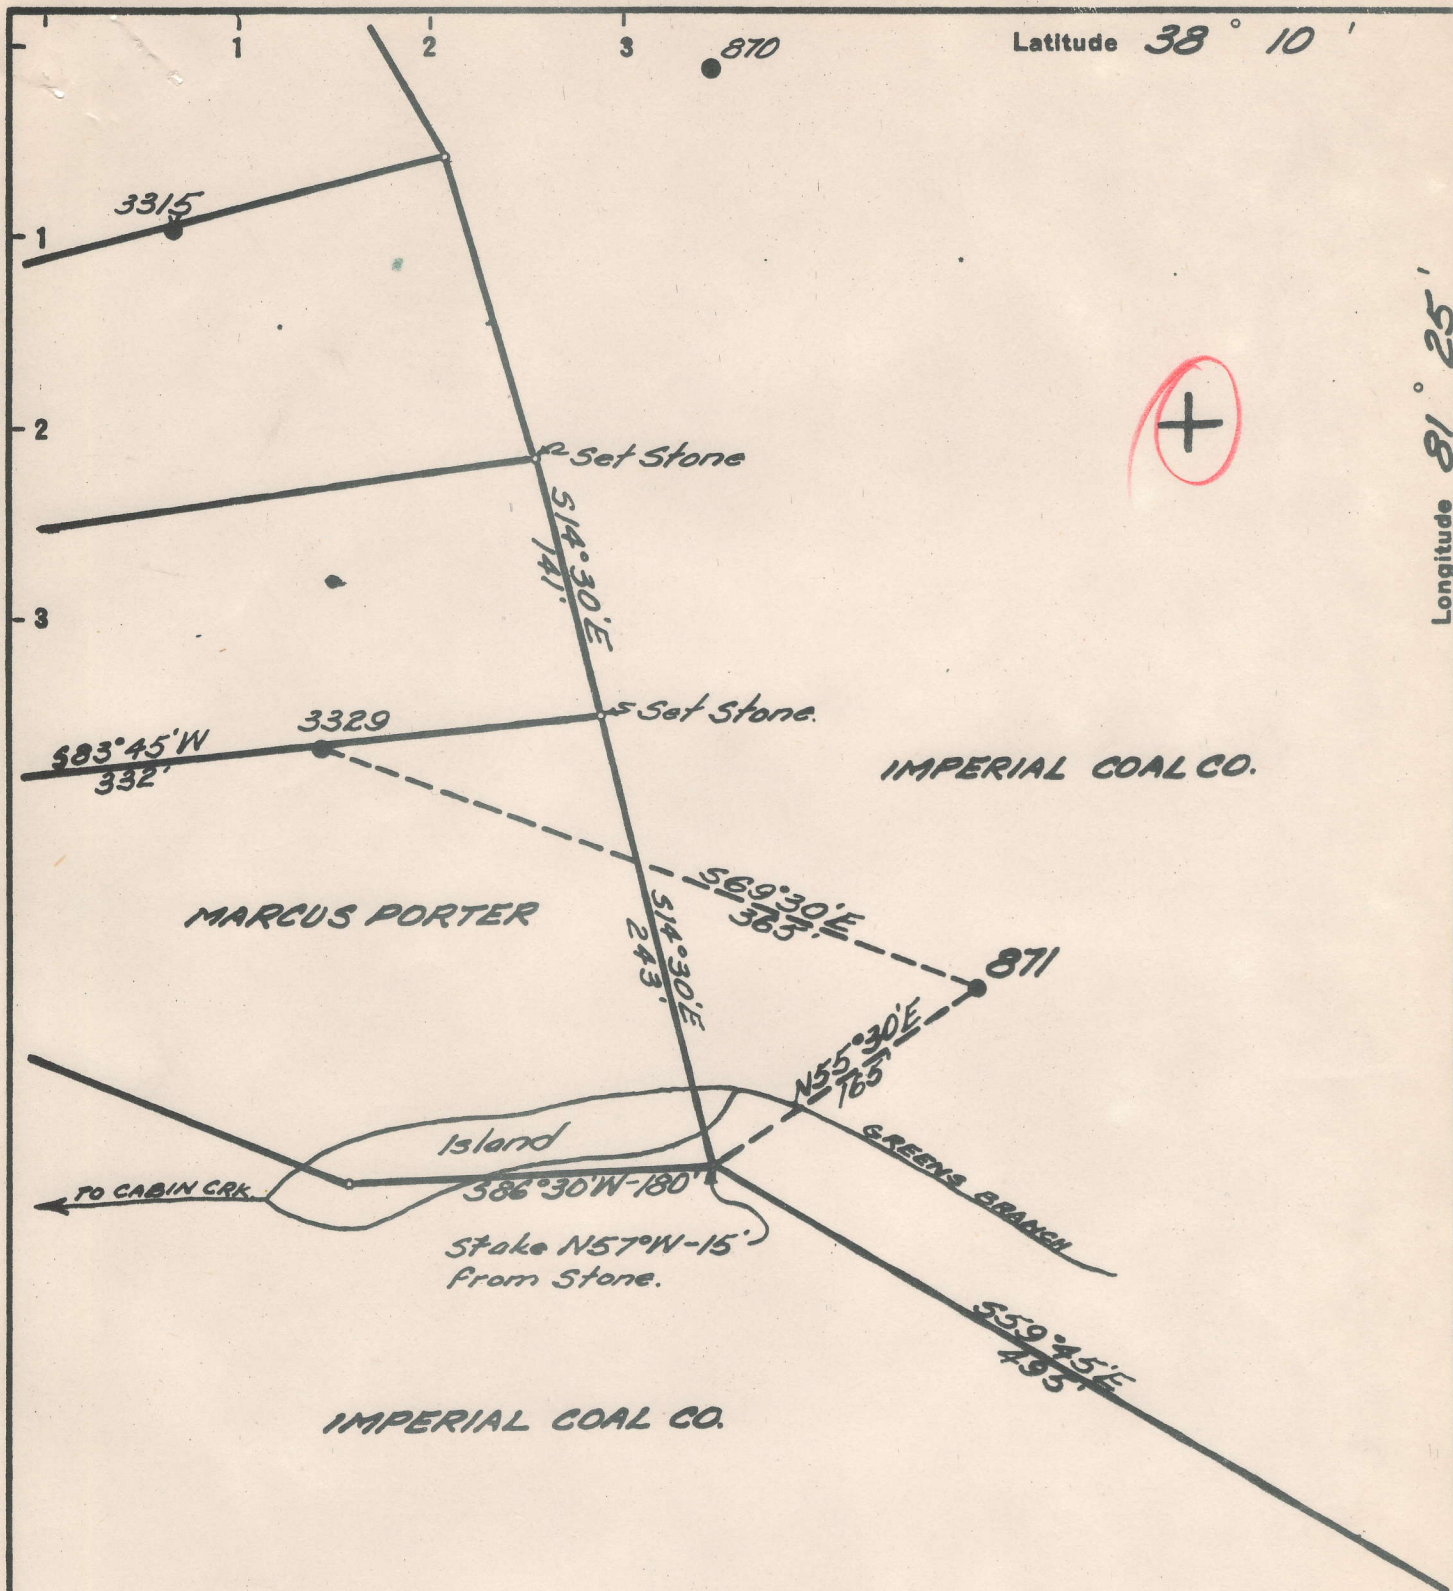 1 2 3
870
Latitude 38° 10'
3315
1
Longitude 81° 25'
2
Set Stone
S14°30'E
141'
3
Set Stone.
3329
S83°45'W
332'
IMPERIAL COAL CO.
S69°30'E
363'
MARCUS PORTER
S14°30'E
243'
871
N55°30'E
165'
Island
GREENS BRANCH
TO CABIN CRK.
S86°30'W-180'
Stake N57°W-15'
from Stone.
S59°45'E
495'
IMPERIAL COAL CO.